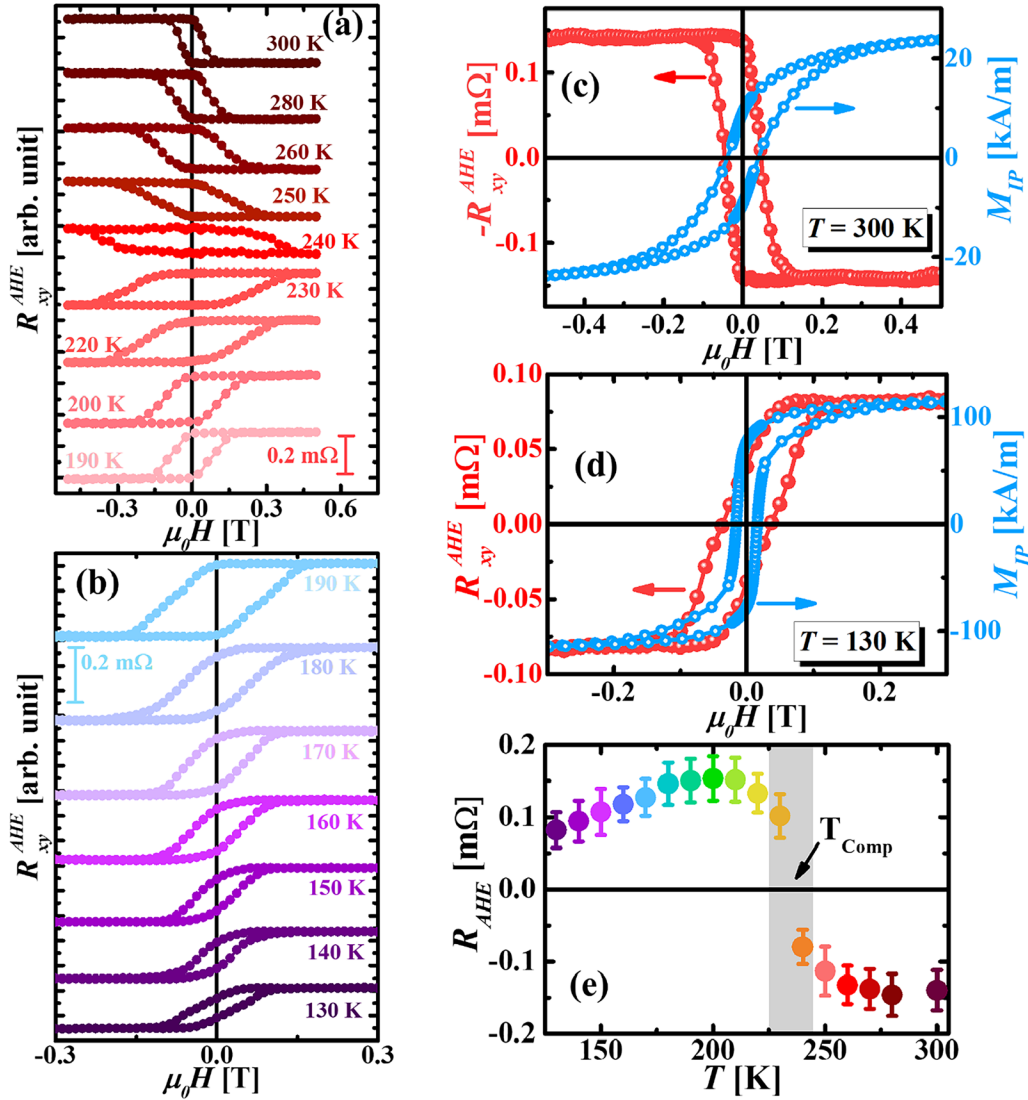 (a)
300 K
280 K
260 K
250 K
240 K
230 K
220 K
200 K
190 K
0.2 mΩ
R_xy^AHE [arb. unit]
-0.3 0.0 0.3 0.6
μ₀H [T]
(b)
190 K
0.2 mΩ
180 K
170 K
160 K
150 K
140 K
130 K
R_xy^AHE [arb. unit]
-0.3 0.0 0.3
μ₀H [T]
(c)
-R_xy^AHE [mΩ]
0.1
0.0
-0.1
M_IP [kA/m]
20
0
-20
T = 300 K
-0.4 -0.2 0.0 0.2 0.4
μ₀H [T]
(d)
R_xy^AHE [mΩ]
0.10
0.05
0.00
-0.05
-0.10
M_IP [kA/m]
100
0
-100
T = 130 K
-0.2 0.0 0.2
μ₀H [T]
(e)
R_AHE [mΩ]
0.2
0.1
0.0
-0.1
-0.2
T_Comp
150 200 250 300
T [K]